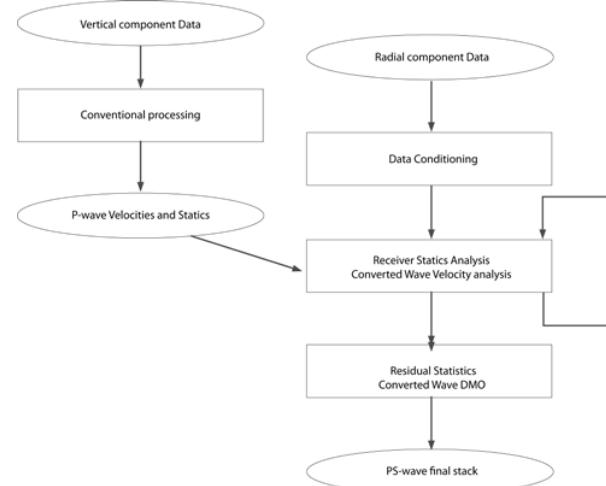 Vertical component Data
Conventional processing
P-wave Velocities and Statics
Radial component Data
Data Conditioning
Receiver Statics Analysis
Converted Wave Velocity analysis
Residual Statistics
Converted Wave DMO
PS-wave final stack